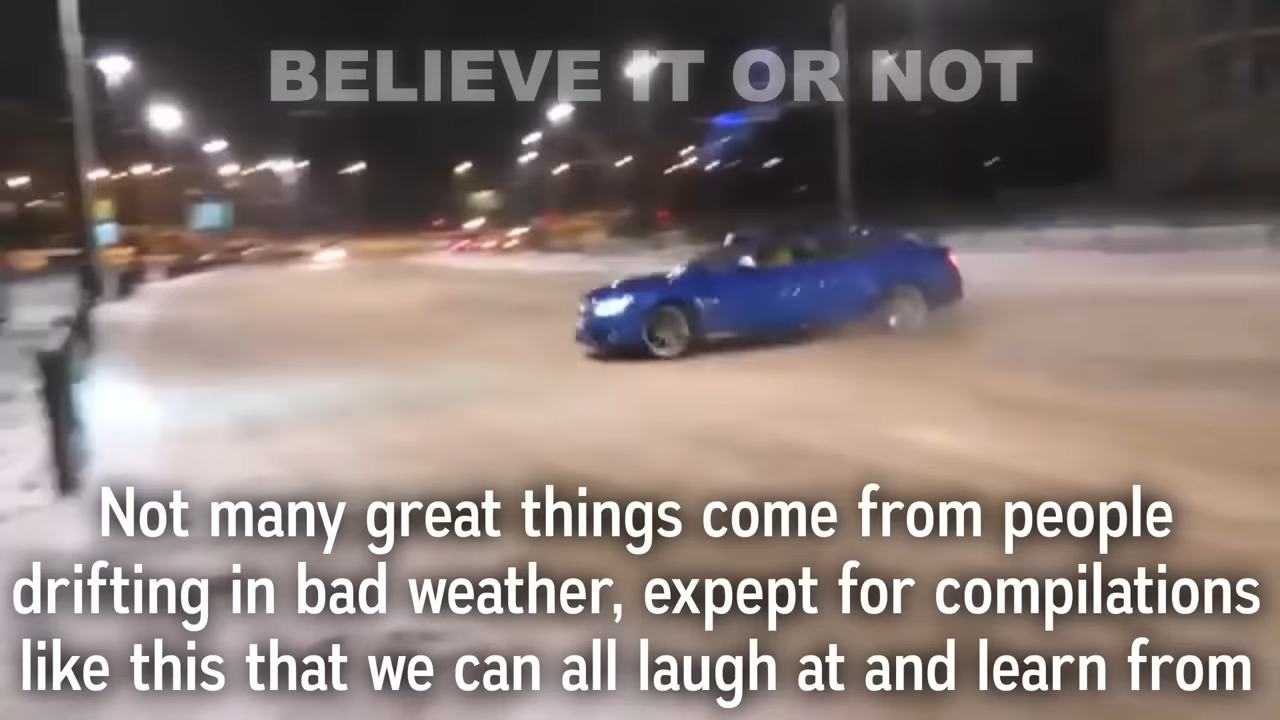 BELIEVE IT OR NOT
Not many great things come from people
drifting in bad weather, expept for compilations
like this that we can all laugh at and learn from